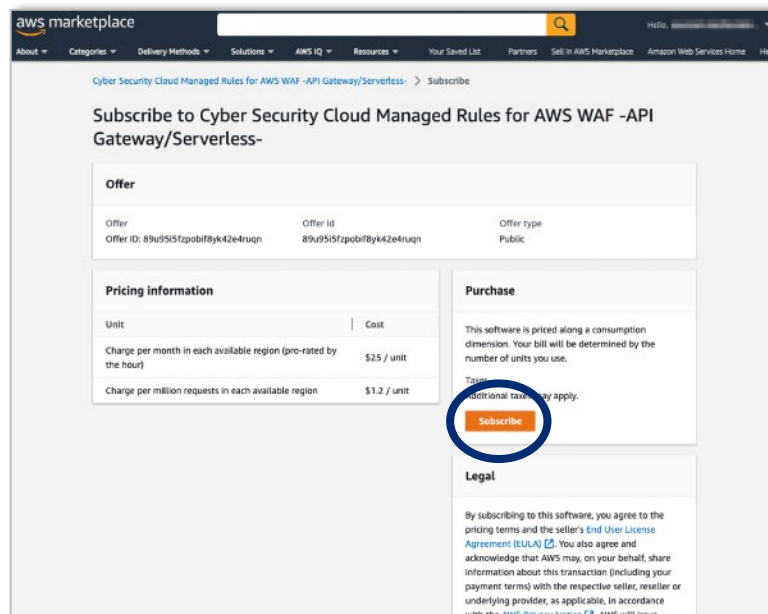 aws marketplace
Hello,
About Categories Delivery Methods Solutions AWS IQ Resources Your Saved List Partners Sell in AWS Marketplace Amazon Web Services Home
Cyber Security Cloud Managed Rules for AWS WAF -API Gateway/Serverless- > Subscribe
Subscribe to Cyber Security Cloud Managed Rules for AWS WAF -API
Gateway/Serverless-
Offer
Offer Offer Id Offer type
Offer ID: 89u95i5fzpobif8yk42e4ruqn 89u95i5fzpobif8yk42e4ruqn Public
Pricing information
Unit Cost
Charge per month in each available region (pro-rated by
the hour) $25 / unit
Charge per million requests in each available region $1.2 / unit
Purchase
This software is priced along a consumption
dimension. Your bill will be determined by the
number of units you use.
Taxes
Additional taxes may apply.
Subscribe
Legal
By subscribing to this software, you agree to the
pricing terms and the seller's End User License
Agreement (EULA). You also agree and
acknowledge that AWS may, on your behalf, share
information about this transaction (including your
payment terms) with the respective seller, reseller or
underlying provider, as applicable, in accordance
with the AWS Privacy Notice. AWS will issue